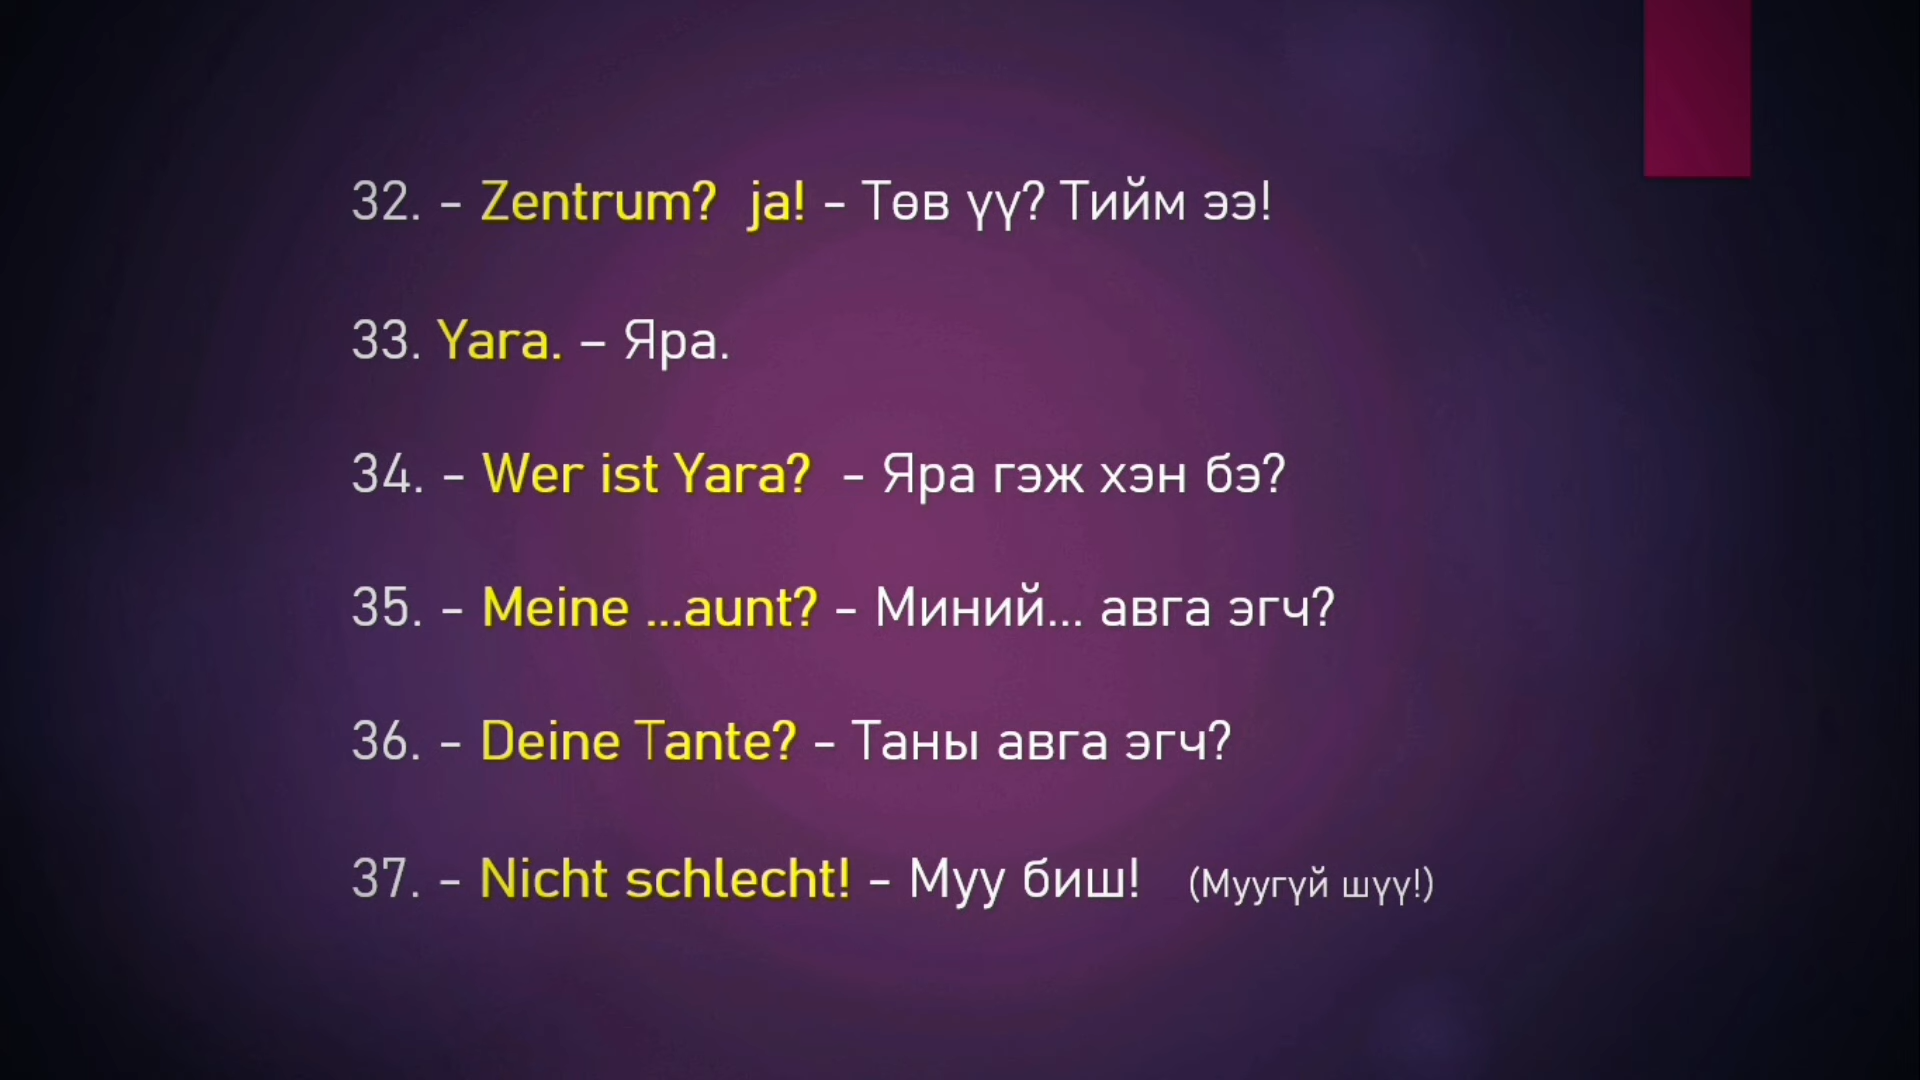 32. - Zentrum? ja! - Төв үү? Тийм ээ!
33. Yara. – Яра.
34. - Wer ist Yara? - Яра гэж хэн бэ?
35. - Meine ...aunt? - Миний... авга эгч?
36. - Deine Tante? - Таны авга эгч?
37. - Nicht schlecht! - Муу биш! (Муугүй шүү!)